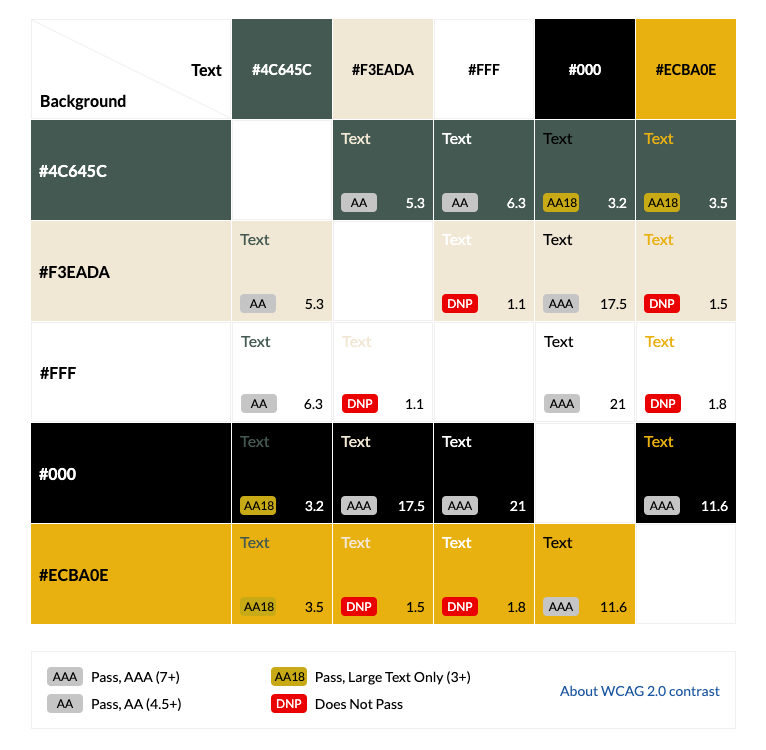 Text #4C645C #F3EADA #FFF #000 #ECBA0E
Background
#4C645C Text Text Text Text
AA 5.3 AA 6.3 AA18 3.2 AA18 3.5
#F3EADA Text Text Text Text
AA 5.3 DNP 1.1 AAA 17.5 DNP 1.5
#FFF Text Text Text Text
AA 6.3 DNP 1.1 AAA 21 DNP 1.8
#000 Text Text Text Text
AA18 3.2 AAA 17.5 AAA 21 AAA 11.6
#ECBA0E Text Text Text Text
AA18 3.5 DNP 1.5 DNP 1.8 AAA 11.6
AAA Pass, AAA (7+) AA18 Pass, Large Text Only (3+)
About WCAG 2.0 contrast
AA Pass, AA (4.5+) DNP Does Not Pass